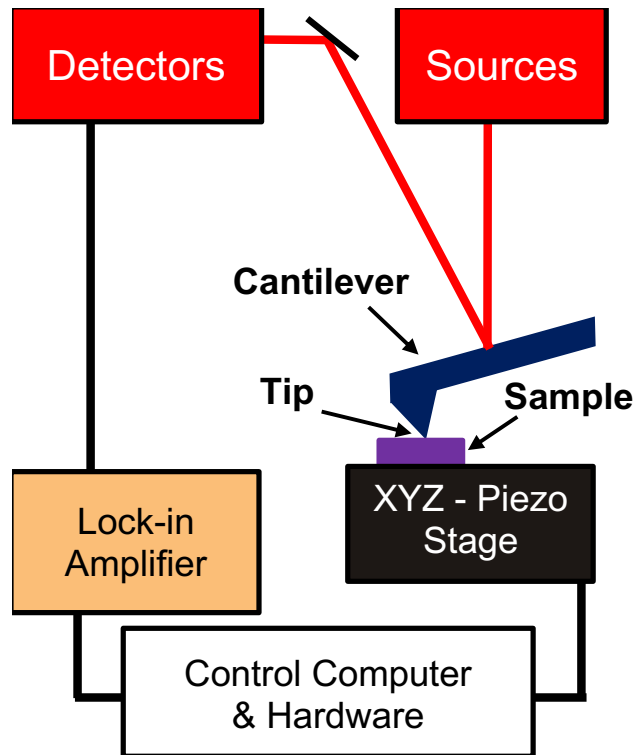 Detectors
Sources
Cantilever
Tip
Sample
XYZ - Piezo
Stage
Lock-in
Amplifier
Control Computer
& Hardware